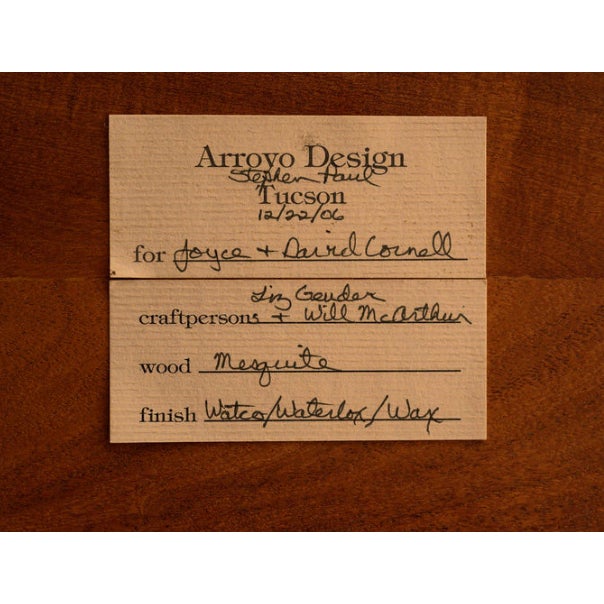 Arroyo Design
Stephen Paul
Tucson
12/22/06
for Joyce + David Cornell
Liz Gender
craftpersons + Will McArthur
wood Mesquite
finish Watco/Waterlox/Wax